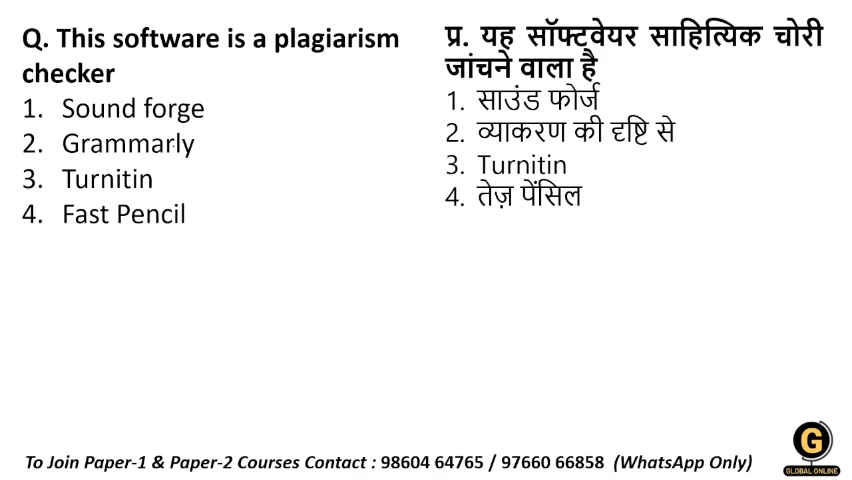 Q. This software is a plagiarism
checker
1. Sound forge
2. Grammarly
3. Turnitin
4. Fast Pencil
प्र. यह सॉफ्टवेयर साहित्यिक चोरी
जांचने वाला है
1. साउंड फोर्ज
2. व्याकरण की दृष्टि से
3. Turnitin
4. तेज़ पेंसिल
To Join Paper-1 & Paper-2 Courses Contact : 98604 64765 / 97660 66858 (WhatsApp Only)
G
GLOBAL ONLINE